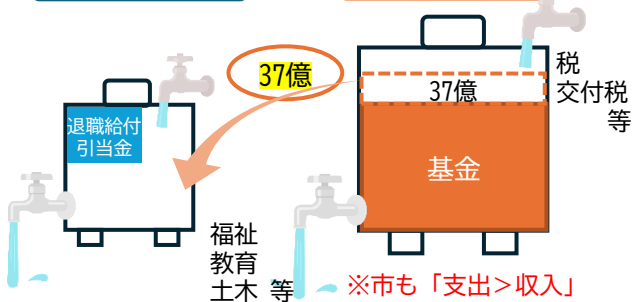 37億
退職給付
引当金
37億
税
交付税
等
基金
福祉
教育
土木 等
※市も「支出＞収入」